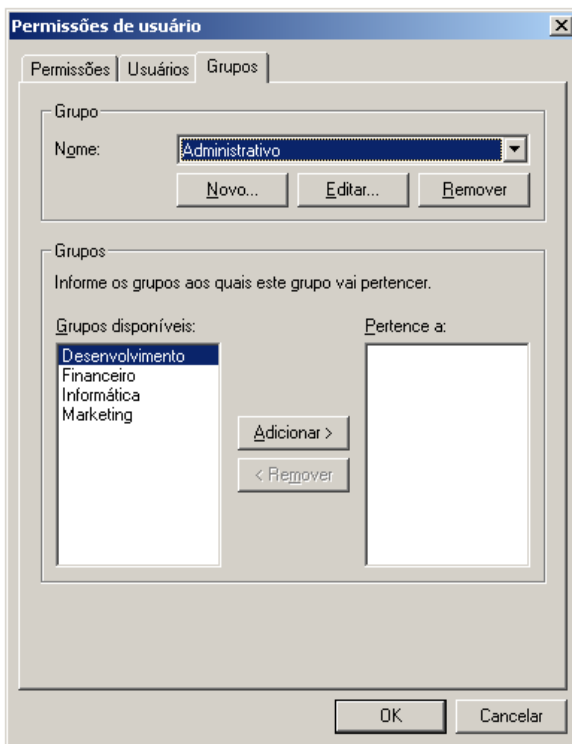 Permissões de usuário
Permissões Usuários Grupos
Grupo
Nome: Administrativo
Novo... Editar... Remover
Grupos
Informe os grupos aos quais este grupo vai pertencer.
Grupos disponíveis: Pertence a:
Desenvolvimento
Financeiro
Informática
Marketing
Adicionar >
< Remover
OK Cancelar